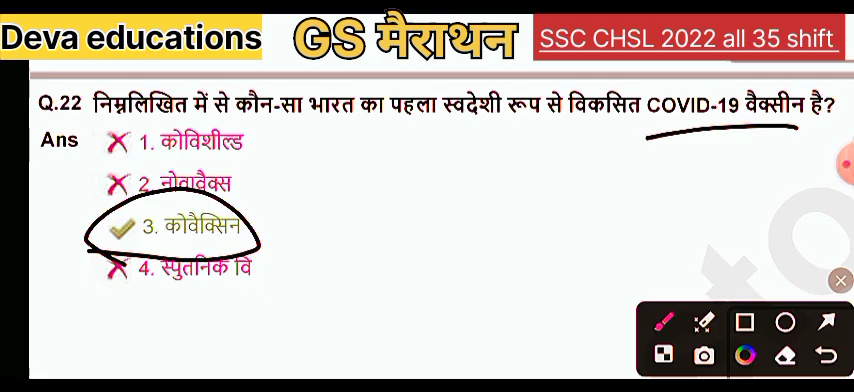 Deva educations GS मैराथन SSC CHSL 2022 all 35 shift
Q.22 निम्नलिखित में से कौन-सा भारत का पहला स्वदेशी रूप से विकसित COVID-19 वैक्सीन है?
Ans 1. कोविशील्ड
2. नोवावैक्स
3. कोवैक्सिन
4. स्पुतनिक वि